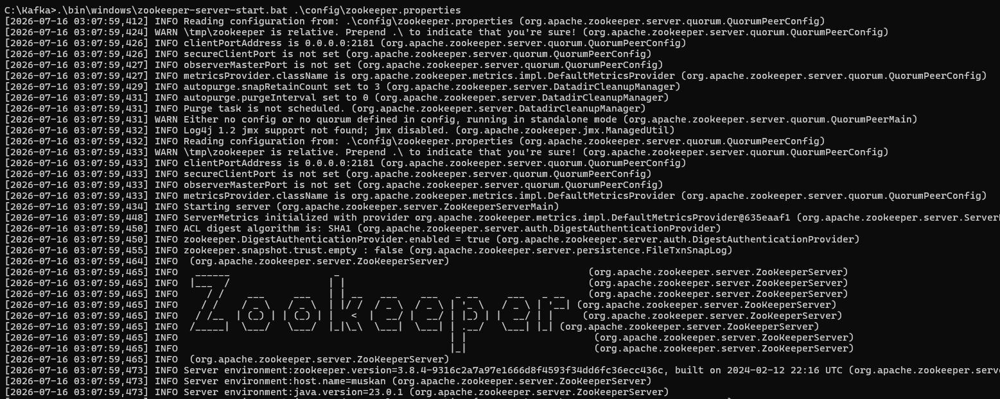 C:\Kafka>.\bin\windows\zookeeper-server-start.bat .\config\zookeeper.properties
[2026-07-16 03:07:59,412] INFO Reading configuration from: .\config\zookeeper.properties (org.apache.zookeeper.server.quorum.QuorumPeerConfig)
[2026-07-16 03:07:59,424] WARN \tmp\zookeeper is relative. Prepend .\ to indicate that you're sure! (org.apache.zookeeper.server.quorum.QuorumPeerConfig)
[2026-07-16 03:07:59,426] INFO clientPortAddress is 0.0.0.0:2181 (org.apache.zookeeper.server.quorum.QuorumPeerConfig)
[2026-07-16 03:07:59,426] INFO secureClientPort is not set (org.apache.zookeeper.server.quorum.QuorumPeerConfig)
[2026-07-16 03:07:59,427] INFO observerMasterPort is not set (org.apache.zookeeper.server.quorum.QuorumPeerConfig)
[2026-07-16 03:07:59,427] INFO metricsProvider.className is org.apache.zookeeper.metrics.impl.DefaultMetricsProvider (org.apache.zookeeper.server.quorum.QuorumPeerConfig)
[2026-07-16 03:07:59,429] INFO autopurge.snapRetainCount set to 3 (org.apache.zookeeper.server.DatadirCleanupManager)
[2026-07-16 03:07:59,431] INFO autopurge.purgeInterval set to 0 (org.apache.zookeeper.server.DatadirCleanupManager)
[2026-07-16 03:07:59,431] INFO Purge task is not scheduled. (org.apache.zookeeper.server.DatadirCleanupManager)
[2026-07-16 03:07:59,431] WARN Either no config or no quorum defined in config, running in standalone mode (org.apache.zookeeper.server.quorum.QuorumPeerMain)
[2026-07-16 03:07:59,432] INFO Log4j 1.2 jmx support not found; jmx disabled. (org.apache.zookeeper.jmx.ManagedUtil)
[2026-07-16 03:07:59,432] INFO Reading configuration from: .\config\zookeeper.properties (org.apache.zookeeper.server.quorum.QuorumPeerConfig)
[2026-07-16 03:07:59,433] WARN \tmp\zookeeper is relative. Prepend .\ to indicate that you're sure! (org.apache.zookeeper.server.quorum.QuorumPeerConfig)
[2026-07-16 03:07:59,433] INFO clientPortAddress is 0.0.0.0:2181 (org.apache.zookeeper.server.quorum.QuorumPeerConfig)
[2026-07-16 03:07:59,433] INFO secureClientPort is not set (org.apache.zookeeper.server.quorum.QuorumPeerConfig)
[2026-07-16 03:07:59,433] INFO observerMasterPort is not set (org.apache.zookeeper.server.quorum.QuorumPeerConfig)
[2026-07-16 03:07:59,433] INFO metricsProvider.className is org.apache.zookeeper.metrics.impl.DefaultMetricsProvider (org.apache.zookeeper.server.quorum.QuorumPeerConfig)
[2026-07-16 03:07:59,434] INFO Starting server (org.apache.zookeeper.server.ZooKeeperServerMain)
[2026-07-16 03:07:59,448] INFO ServerMetrics initialized with provider org.apache.zookeeper.metrics.impl.DefaultMetricsProvider@635eaaf1 (org.apache.zookeeper.server.Server
[2026-07-16 03:07:59,450] INFO ACL digest algorithm is: SHA1 (org.apache.zookeeper.server.auth.DigestAuthenticationProvider)
[2026-07-16 03:07:59,450] INFO zookeeper.DigestAuthenticationProvider.enabled = true (org.apache.zookeeper.server.auth.DigestAuthenticationProvider)
[2026-07-16 03:07:59,455] INFO zookeeper.snapshot.trust.empty : false (org.apache.zookeeper.server.persistence.FileTxnSnapLog)
[2026-07-16 03:07:59,464] INFO  (org.apache.zookeeper.server.ZooKeeperServer)
[2026-07-16 03:07:59,465] INFO   ______                  _                                           (org.apache.zookeeper.server.ZooKeeperServer)
[2026-07-16 03:07:59,465] INFO  |___  /                 | |                                          (org.apache.zookeeper.server.ZooKeeperServer)
[2026-07-16 03:07:59,465] INFO     / /    ___     ___   | | __   ___    ___   _ __     ___   _ __    (org.apache.zookeeper.server.ZooKeeperServer)
[2026-07-16 03:07:59,465] INFO    / /    / _ \   / _ \  | |/ /  / _ \  / _ \ | '_ \   / _ \ | '__| (org.apache.zookeeper.server.ZooKeeperServer)
[2026-07-16 03:07:59,465] INFO   / /__  | (_) | | (_) | |   <  |  __/ |  __/ | |_) | |  __/ | |     (org.apache.zookeeper.server.ZooKeeperServer)
[2026-07-16 03:07:59,465] INFO  /_____|  \___/   \___/  |_|\_\  \___|  \___| | .__/   \___| |_| (org.apache.zookeeper.server.ZooKeeperServer)
[2026-07-16 03:07:59,465] INFO                                               | |                      (org.apache.zookeeper.server.ZooKeeperServer)
[2026-07-16 03:07:59,465] INFO                                               |_|                      (org.apache.zookeeper.server.ZooKeeperServer)
[2026-07-16 03:07:59,465] INFO  (org.apache.zookeeper.server.ZooKeeperServer)
[2026-07-16 03:07:59,473] INFO Server environment:zookeeper.version=3.8.4-9316c2a7a97e1666d8f4593f34dd6fc36ecc436c, built on 2024-02-12 22:16 UTC (org.apache.zookeeper.serve
[2026-07-16 03:07:59,473] INFO Server environment:host.name=muskan (org.apache.zookeeper.server.ZooKeeperServer)
[2026-07-16 03:07:59,473] INFO Server environment:java.version=23.0.1 (org.apache.zookeeper.server.ZooKeeperServer)